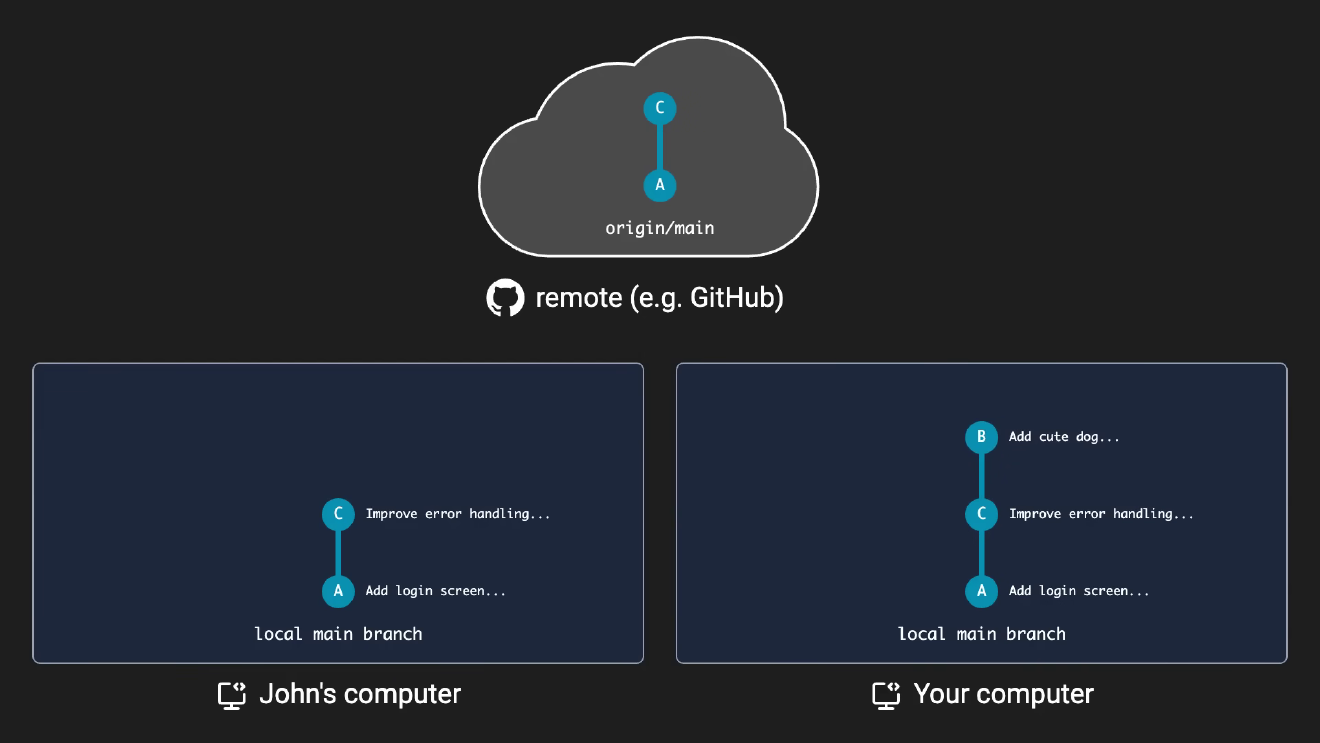 C
A
origin/main
remote (e.g. GitHub)
C Improve error handling...
A Add login screen...
local main branch
John's computer
B Add cute dog...
C Improve error handling...
A Add login screen...
local main branch
Your computer